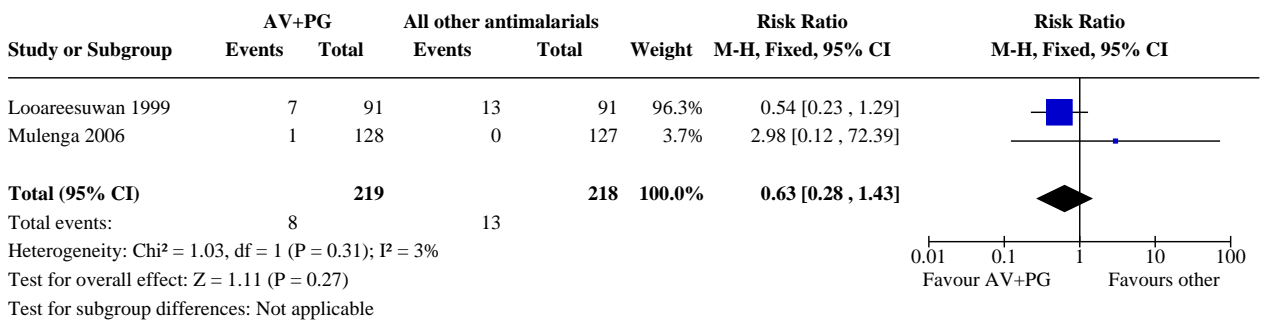 AV+PG All other antimalarials Risk Ratio Risk Ratio
Study or Subgroup Events Total Events Total Weight M-H, Fixed, 95% CI M-H, Fixed, 95% CI
Looareesuwan 1999 7 91 13 91 96.3% 0.54 [0.23 , 1.29]
Mulenga 2006 1 128 0 127 3.7% 2.98 [0.12 , 72.39]
Total (95% CI) 219 218 100.0% 0.63 [0.28 , 1.43]
Total events: 8 13
Heterogeneity: Chi² = 1.03, df = 1 (P = 0.31); I² = 3%
0.01 0.1 1 10 100
Test for overall effect: Z = 1.11 (P = 0.27)
Favour AV+PG Favours other
Test for subgroup differences: Not applicable